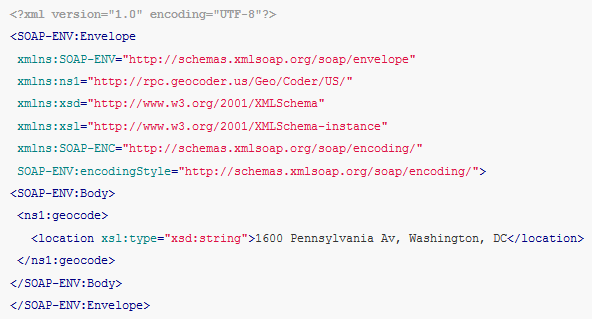 <?xml version="1.0" encoding="UTF-8"?>
<SOAP-ENV:Envelope
xmlns:SOAP-ENV="http://schemas.xmlsoap.org/soap/envelope"
xmlns:ns1="http://rpc.geocoder.us/Geo/Coder/US/"
xmlns:xsd="http://www.w3.org/2001/XMLSchema"
xmlns:xsl="http://www.w3.org/2001/XMLSchema-instance"
xmlns:SOAP-ENC="http://schemas.xmlsoap.org/soap/encoding/"
SOAP-ENV:encodingStyle="http://schemas.xmlsoap.org/soap/encoding/">
<SOAP-ENV:Body>
<ns1:geocode>
<location xsl:type="xsd:string">1600 Pennsylvania Av, Washington, DC</location>
</ns1:geocode>
</SOAP-ENV:Body>
</SOAP-ENV:Envelope>